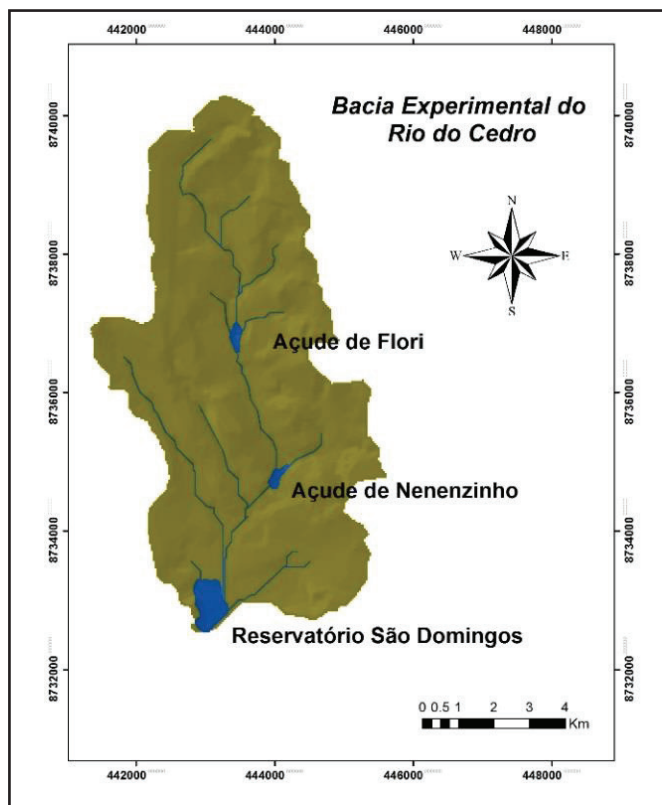 442000 444000 446000 448000
Bacia Experimental do
Rio do Cedro
8740000 8740000
N
W E
S
8738000 8738000
Açude de Flori
8736000 8736000
Açude de Nenenzinho
8734000 8734000
Reservatório São Domingos
8732000 8732000
0 0.5 1 2 3 4
Km
442000 444000 446000 448000